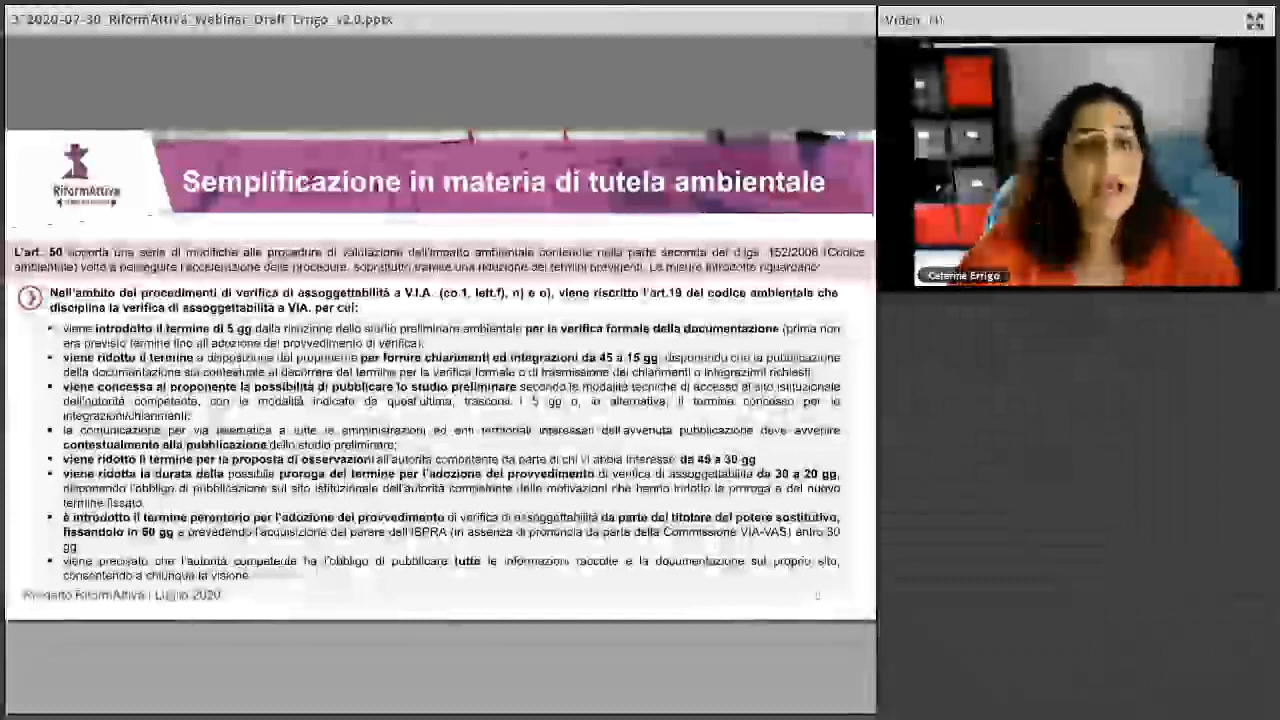 3_2020-07-30_RiformAttiva_Webinar_Draft_Errigo_v2.0.pptx
Video (1)
RiformAttiva
Semplificazione in materia di tutela ambientale
L'art. 50 apporta una serie di modifiche alle procedure di valutazione dell'impatto ambientale contenute nella parte seconda del d.lgs. 152/2006 (Codice
ambientale) volte a perseguire l'accelerazione delle procedure, soprattutto tramite una riduzione dei termini previgenti. Le misure introdotte riguardano:
Caterina Errigo
Nell'ambito dei procedimenti di verifica di assoggettabilità a V.I.A. (co.1, lett.f), n) e o), viene riscritto l'art.19 del codice ambientale che
disciplina la verifica di assoggettabilità a VIA, per cui:
• viene introdotto il termine di 5 gg dalla ricezione dello studio preliminare ambientale per la verifica formale della documentazione (prima non
era previsto termine fino all'adozione del provvedimento di verifica).
• viene ridotto il termine a disposizione del proponente per fornire chiarimenti ed integrazioni da 45 a 15 gg, disponendo che la pubblicazione
della documentazione sia contestuale al decorrere del termine per la verifica formale o di trasmissione dei chiarimenti o integrazioni richiesti;
• viene concessa al proponente la possibilità di pubblicare lo studio preliminare secondo le modalità tecniche di accesso al sito istituzionale
dell'autorità competente, con le modalità indicate da quest'ultima, trascorsi i 5 gg o, in alternativa, il termine concesso per le
integrazioni/chiarimenti;
• la comunicazione per via telematica a tutte le amministrazioni ed enti territoriali interessati dell'avvenuta pubblicazione deve avvenire
contestualmente alla pubblicazione dello studio preliminare;
• viene ridotto il termine per la proposta di osservazioni all'autorità competente da parte di chi vi abbia interesse da 45 a 30 gg
• viene ridotta la durata della possibile proroga del termine per l'adozione del provvedimento di verifica di assoggettabilità da 30 a 20 gg,
disponendo l'obbligo di pubblicazione sul sito istituzionale dell'autorità competente delle motivazioni che hanno indotto la proroga e del nuovo
termine fissato.
• è introdotto il termine perentorio per l'adozione del provvedimento di verifica di assoggettabilità da parte del titolare del potere sostitutivo,
fissandolo in 60 gg e prevedendo l'acquisizione del parere dell'ISPRA (in assenza di pronuncia da parte della Commissione VIA-VAS) entro 30
gg
• viene precisato che l'autorità competente ha l'obbligo di pubblicare tutte le informazioni raccolte e la documentazione sul proprio sito,
consentendo a chiunque la visione.
Progetto RiformAttiva | Luglio 2020